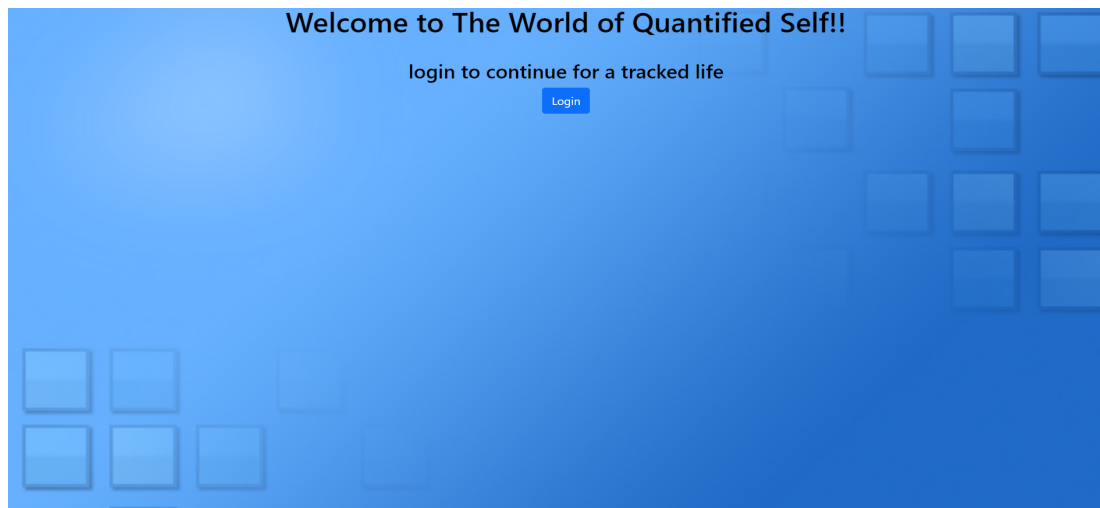 Welcome to The World of Quantified Self!!
login to continue for a tracked life
Login